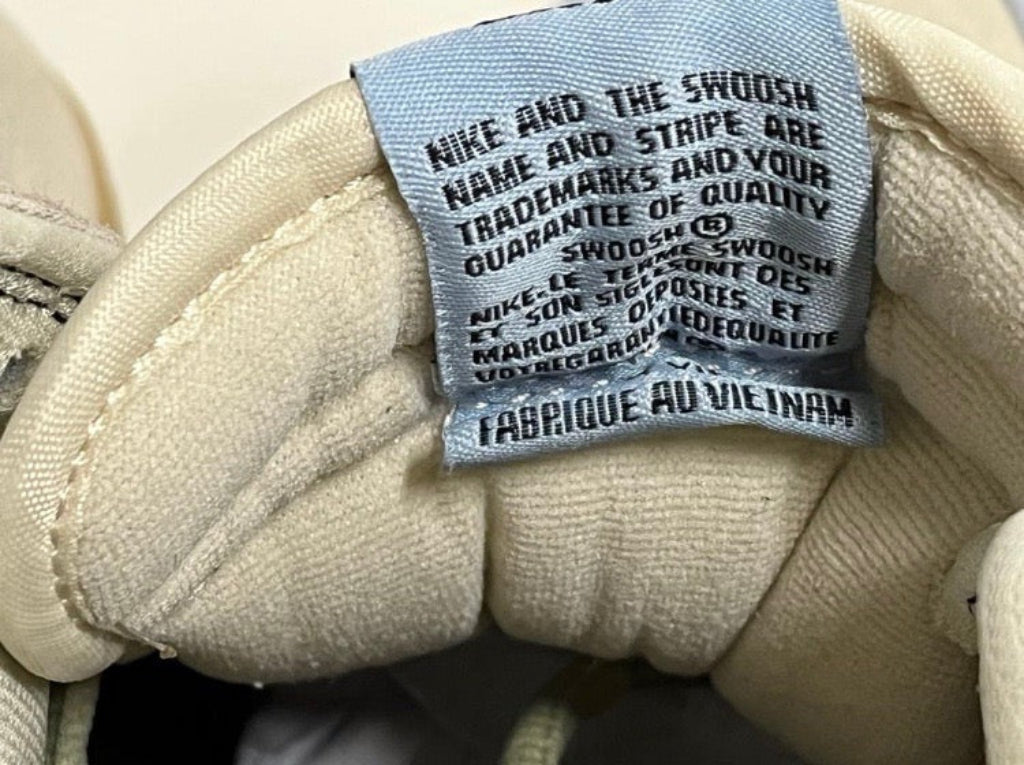 NIKE AND THE SWOOSH
NAME AND STRIPE ARE
TRADEMARKS AND YOUR
GUARANTEE OF QUALITY
SWOOSH®
NIKE.LE TERME SWOOSH
ET SON SIGLE SONT DES
MARQUES DEPOSEES ET
VOTREGARANTIEDEQUALITE
FABRIQUE AU VIETNAM